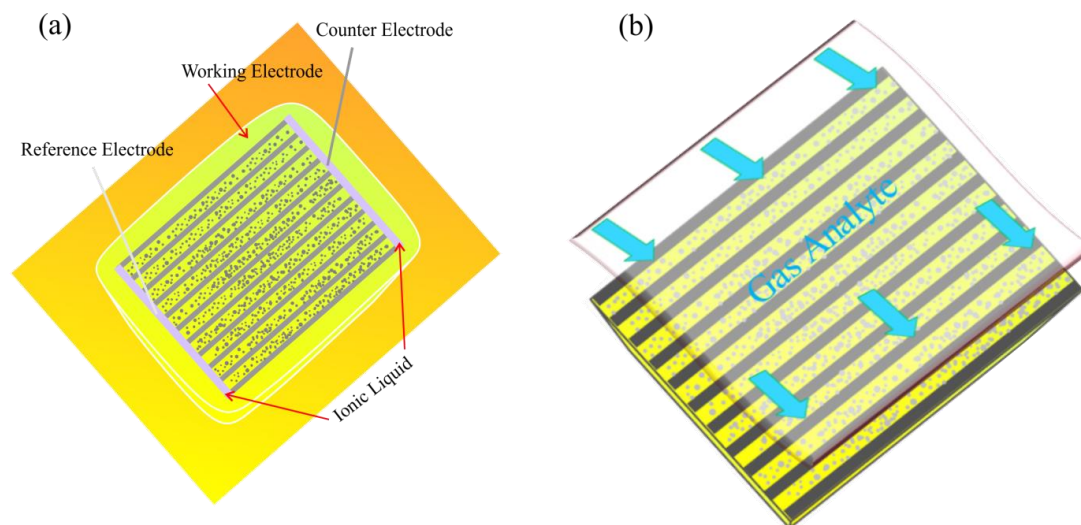 (a)
Counter Electrode
Working Electrode
Reference Electrode
Ionic Liquid
(b)
Gas Analyte